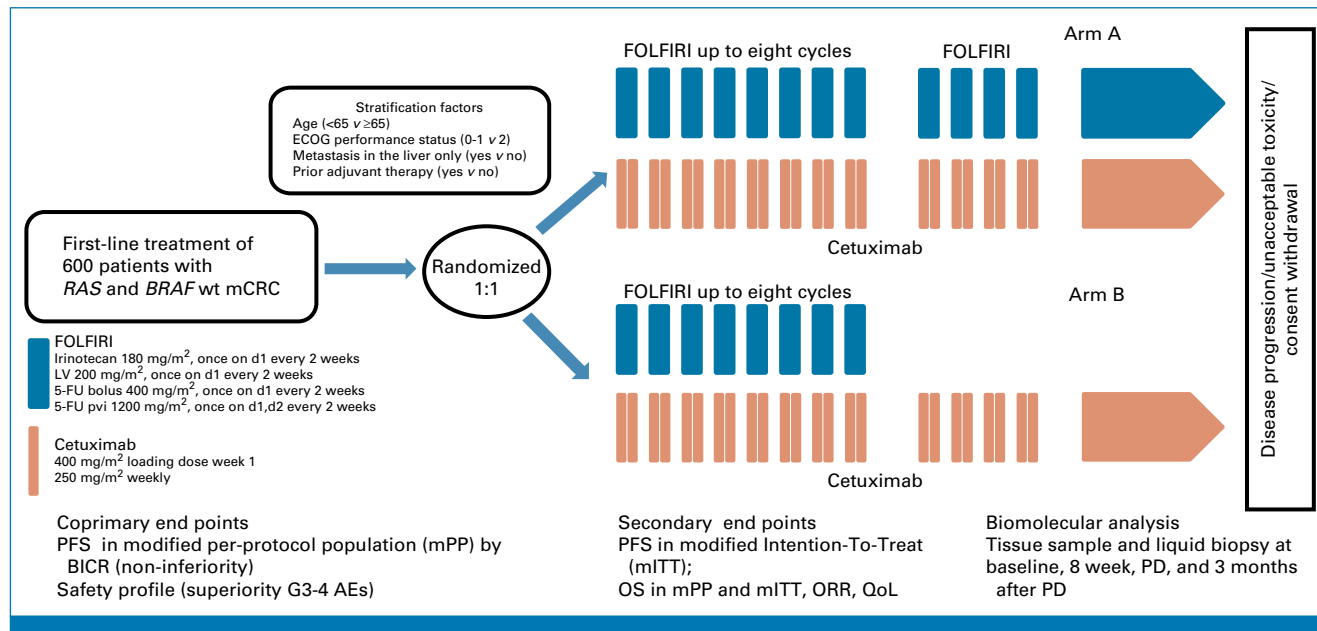 Stratification factors
Age (<65 v ≥65)
ECOG performance status (0-1 v 2)
Metastasis in the liver only (yes v no)
Prior adjuvant therapy (yes v no)
First-line treatment of
600 patients with
RAS and BRAF wt mCRC
Randomized
1:1
Arm A
FOLFIRI up to eight cycles
FOLFIRI
Cetuximab
Arm B
FOLFIRI up to eight cycles
Cetuximab
Disease progression/unacceptable toxicity/
consent withdrawal
FOLFIRI
Irinotecan 180 mg/m², once on d1 every 2 weeks
LV 200 mg/m², once on d1 every 2 weeks
5-FU bolus 400 mg/m², once on d1 every 2 weeks
5-FU pvi 1200 mg/m², once on d1,d2 every 2 weeks
Cetuximab
400 mg/m² loading dose week 1
250 mg/m² weekly
Coprimary end points
PFS in modified per-protocol population (mPP) by
BICR (non-inferiority)
Safety profile (superiority G3-4 AEs)
Secondary end points
PFS in modified Intention-To-Treat
(mITT);
OS in mPP and mITT, ORR, QoL
Biomolecular analysis
Tissue sample and liquid biopsy at
baseline, 8 week, PD, and 3 months
after PD